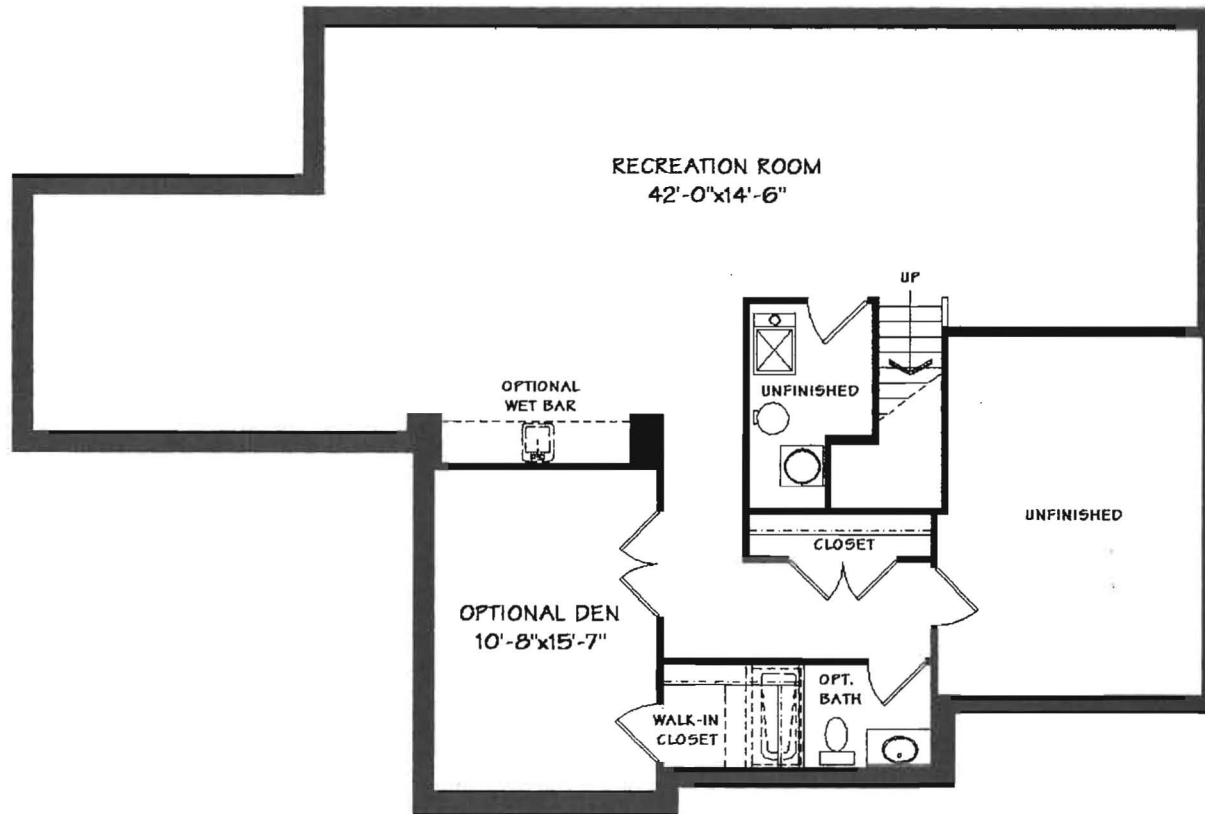 RECREATION ROOM
42'-0"x14'-6"
UP
OPTIONAL
WET BAR
UNFINISHED
UNFINISHED
CLOSET
OPTIONAL DEN
10'-8"x15'-7"
OPT.
BATH
WALK-IN
CLOSET